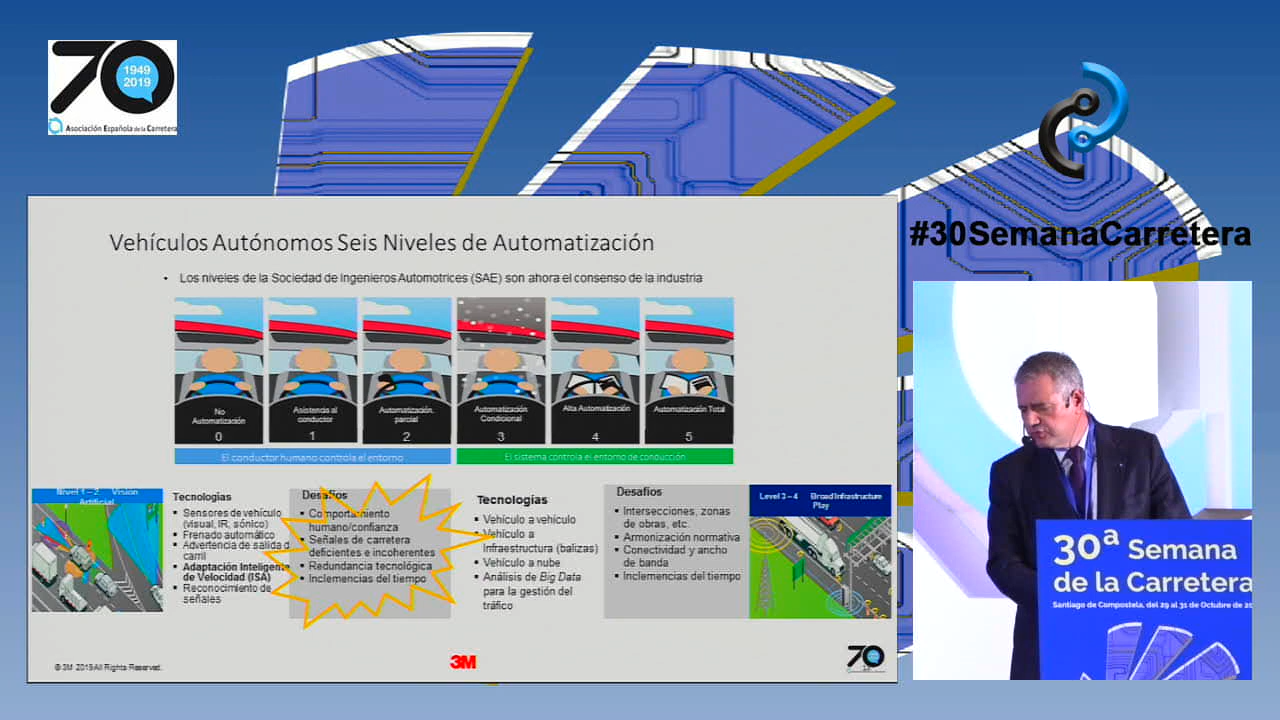 70
1949
2019
Asociación Española de la Carretera
#30SemanaCarretera
Vehículos Autónomos Seis Niveles de Automatización
• Los niveles de la Sociedad de Ingenieros Automotrices (SAE) son ahora el consenso de la industria
No
Automatización
0
Asistencia al
conductor
1
Automatización
parcial
2
Automatización
Condicional
3
Alta Automatización
4
Automatización Total
5
El conductor humano controla el entorno
El sistema controla el entorno de conducción
Nivel 1 – 2 Vision
Artificial
Tecnologías
▪ Sensores de vehículo
(visual, IR, sónico)
▪ Frenado automático
▪ Advertencia de salida d
carril
▪ Adaptación Inteligente
de Velocidad (ISA)
▪ Reconocimiento de
señales
Desafíos
▪ Comportamiento
humano/confianza
▪ Señales de carretera
deficientes e incoherentes
▪ Redundancia tecnológica
▪ Inclemencias del tiempo
Tecnologías
▪ Vehículo a vehículo
▪ Vehículo a
Infraestructura (balizas)
▪ Vehículo a nube
▪ Análisis de Big Data
para la gestión del
tráfico
Desafíos
▪ Intersecciones, zonas
de obras, etc.
▪ Armonización normativa
▪ Conectividad y ancho
de banda
▪ Inclemencias del tiempo
Level 3 – 4 Broad Infrastructure
Play
© 3M 2019 All Rights Reserved.
3M
70
30ª Semana
de la Carretera
Santiago de Compostela, del 29 al 31 de Octubre de 20